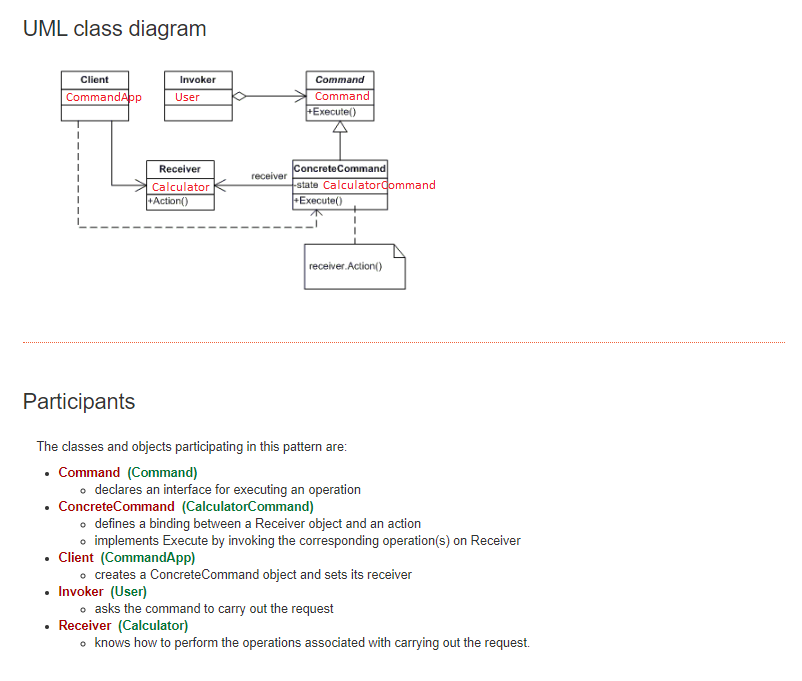 UML class diagram
Client
CommandApp
Invoker
User
Command
Command
+Execute()
Receiver
Calculator
+Action()
receiver
ConcreteCommand
-state CalculatorCommand
+Execute()
receiver.Action()
Participants
The classes and objects participating in this pattern are:
• Command (Command)
◦ declares an interface for executing an operation
• ConcreteCommand (CalculatorCommand)
◦ defines a binding between a Receiver object and an action
◦ implements Execute by invoking the corresponding operation(s) on Receiver
• Client (CommandApp)
◦ creates a ConcreteCommand object and sets its receiver
• Invoker (User)
◦ asks the command to carry out the request
• Receiver (Calculator)
◦ knows how to perform the operations associated with carrying out the request.